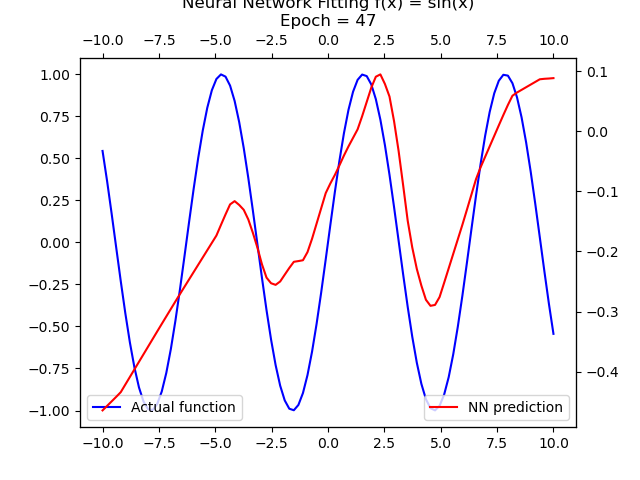 Neural Network Fitting f(x) = sin(x)
Epoch = 47
−10.0 −7.5 −5.0 −2.5 0.0 2.5 5.0 7.5 10.0
1.00
0.75
0.50
0.25
0.00
−0.25
−0.50
−0.75
−1.00
0.1
0.0
−0.1
−0.2
−0.3
−0.4
Actual function
NN prediction
−10.0 −7.5 −5.0 −2.5 0.0 2.5 5.0 7.5 10.0